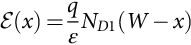 ℰ(x) = q/ε N_{D1}(W − x)